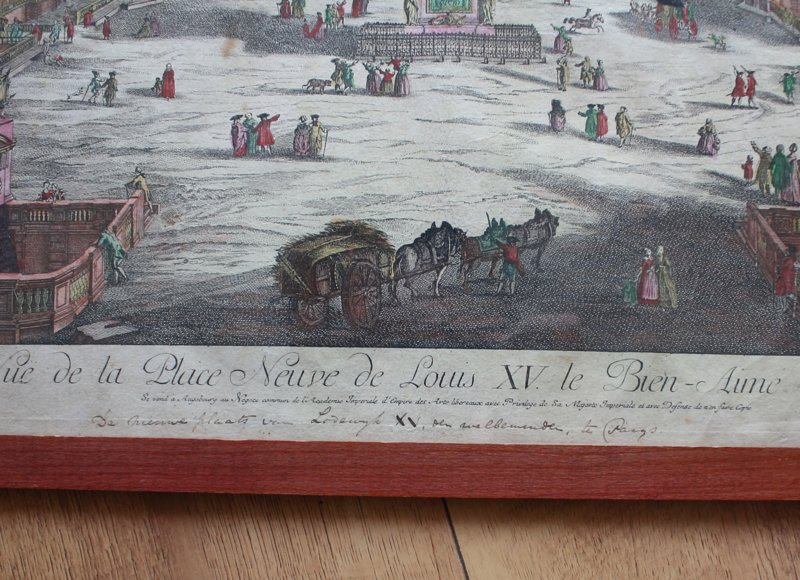 Vue de la Place Neuve de Louis XV. le Bien-Aimé
Se vend a Augsbourg au Negoce commun de l'Academie Imperiale d'Empire des Arts liberaux avec Privilege de Sa Majesté Imperiale et avec Defense de n'en faire Copie
De nieuwe plaats van Lodewyk XV, den welbeminden, te Parys